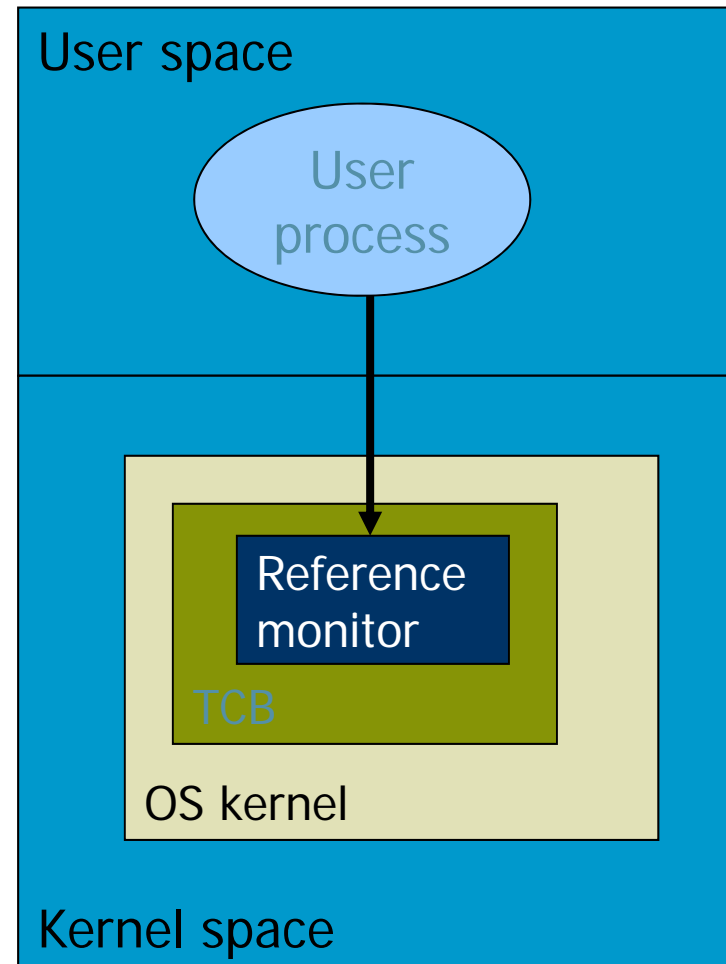 User space
User
process
Reference
monitor
TCB
OS kernel
Kernel space